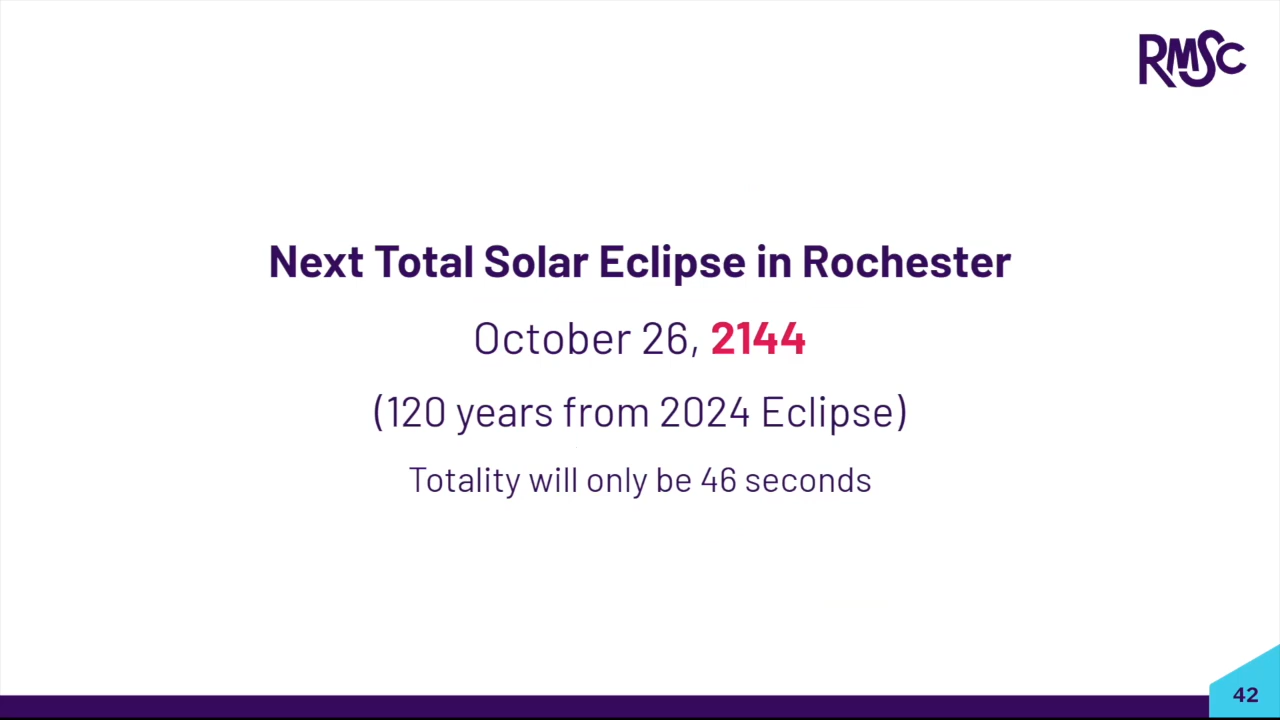 RMSC
Next Total Solar Eclipse in Rochester
October 26, 2144
(120 years from 2024 Eclipse)
Totality will only be 46 seconds
42